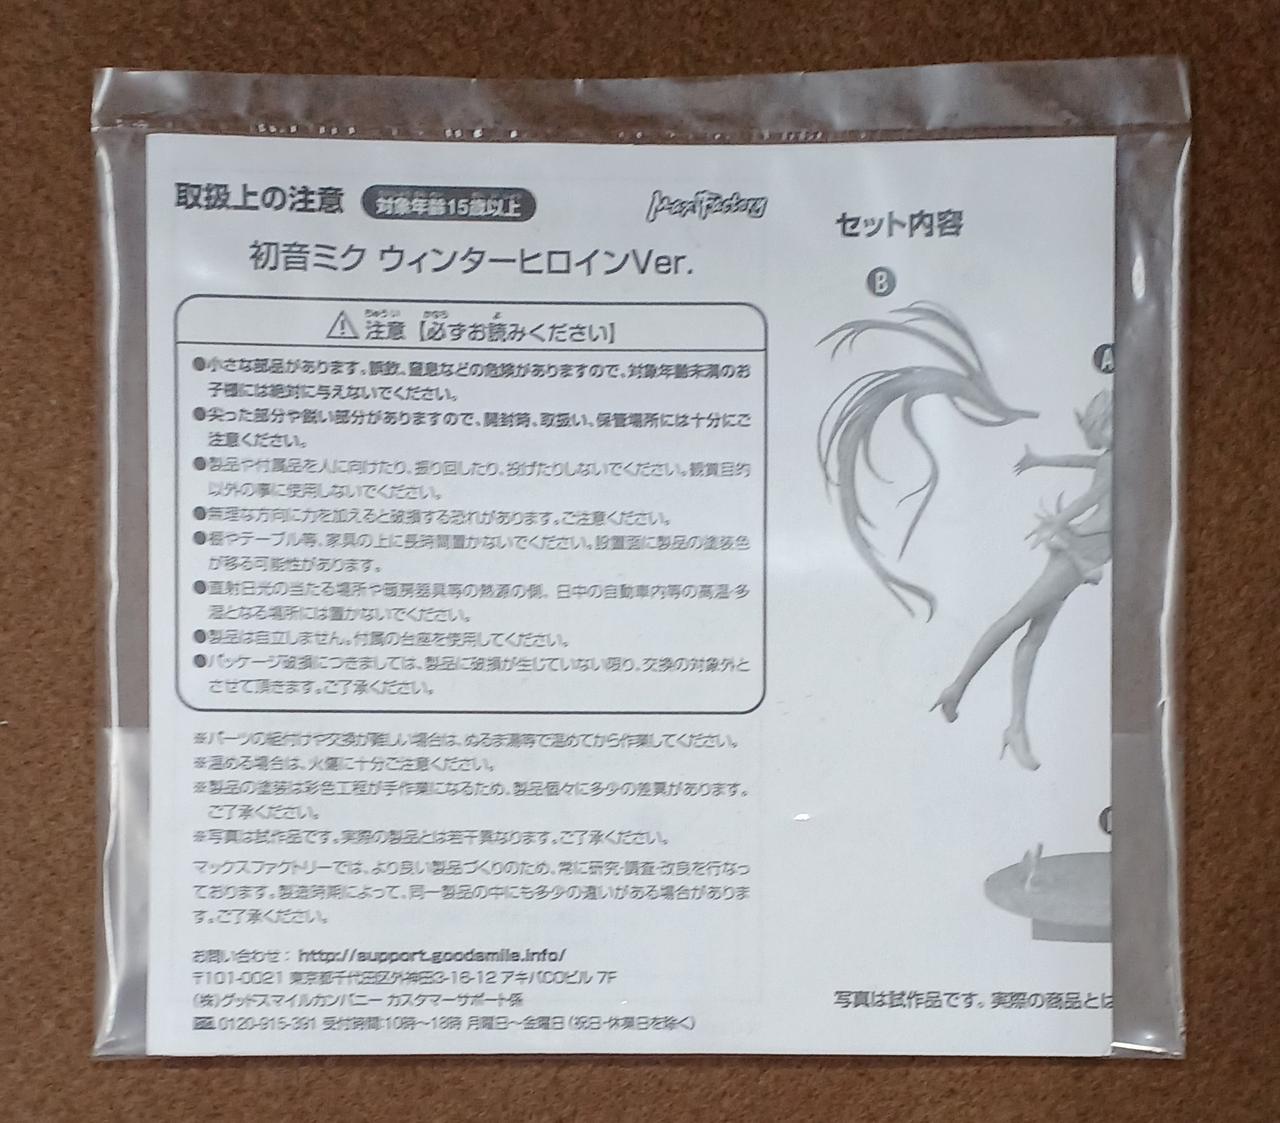 取扱上の注意 対象年齢15歳以上
Max Factory
初音ミク ウィンターヒロインVer.
注意【必ずお読みください】
ちゅうい かなら よ
●小さな部品があります。誤飲、窒息などの危険がありますので、対象年齢未満のお
子様には絶対に与えないでください。
●尖った部分や鋭い部分がありますので、開封時、取扱い、保管場所には十分にご
注意ください。
●製品や付属品を人に向けたり、振り回したり、投げたりしないでください。観賞目的
以外の事に使用しないでください。
●無理な方向に力を加えると破損する恐れがあります。ご注意ください。
●棚やテーブル等、家具の上に長時間置かないでください。設置面に製品の塗装色
が移る可能性があります。
●直射日光の当たる場所や暖房器具等の熱源の側、日中の自動車内等の高温・多
湿となる場所には置かないでください。
●製品は自立しません。付属の台座を使用してください。
●パッケージ破損につきましては、製品に破損が生じていない限り、交換の対象外と
させて頂きます。ご了承ください。
※パーツの組付けや交換が難しい場合は、ぬるま湯等で温めてから作業してください。
※温める場合は、火傷に十分ご注意ください。
※製品の塗装は彩色工程が手作業になるため、製品個々に多少の差異があります。
ご了承ください。
※写真は試作品です。実際の製品とは若干異なります。ご了承ください。
マックスファクトリーでは、より良い製品づくりのため、常に研究・調査・改良を行なっ
ております。製造時期によって、同一製品の中にも多少の違いがある場合がありま
す。ご了承ください。
お問い合わせ：http://support.goodsmile.info/
〒101-0021 東京都千代田区外神田3-16-12 アキバCOビル 7F
（株）グッドスマイルカンパニー カスタマーサポート係
0120-915-391 受付時間:10時～18時 月曜日～金曜日（祝日・休業日を除く）
セット内容
B
A
C
写真は試作品です。実際の商品とは